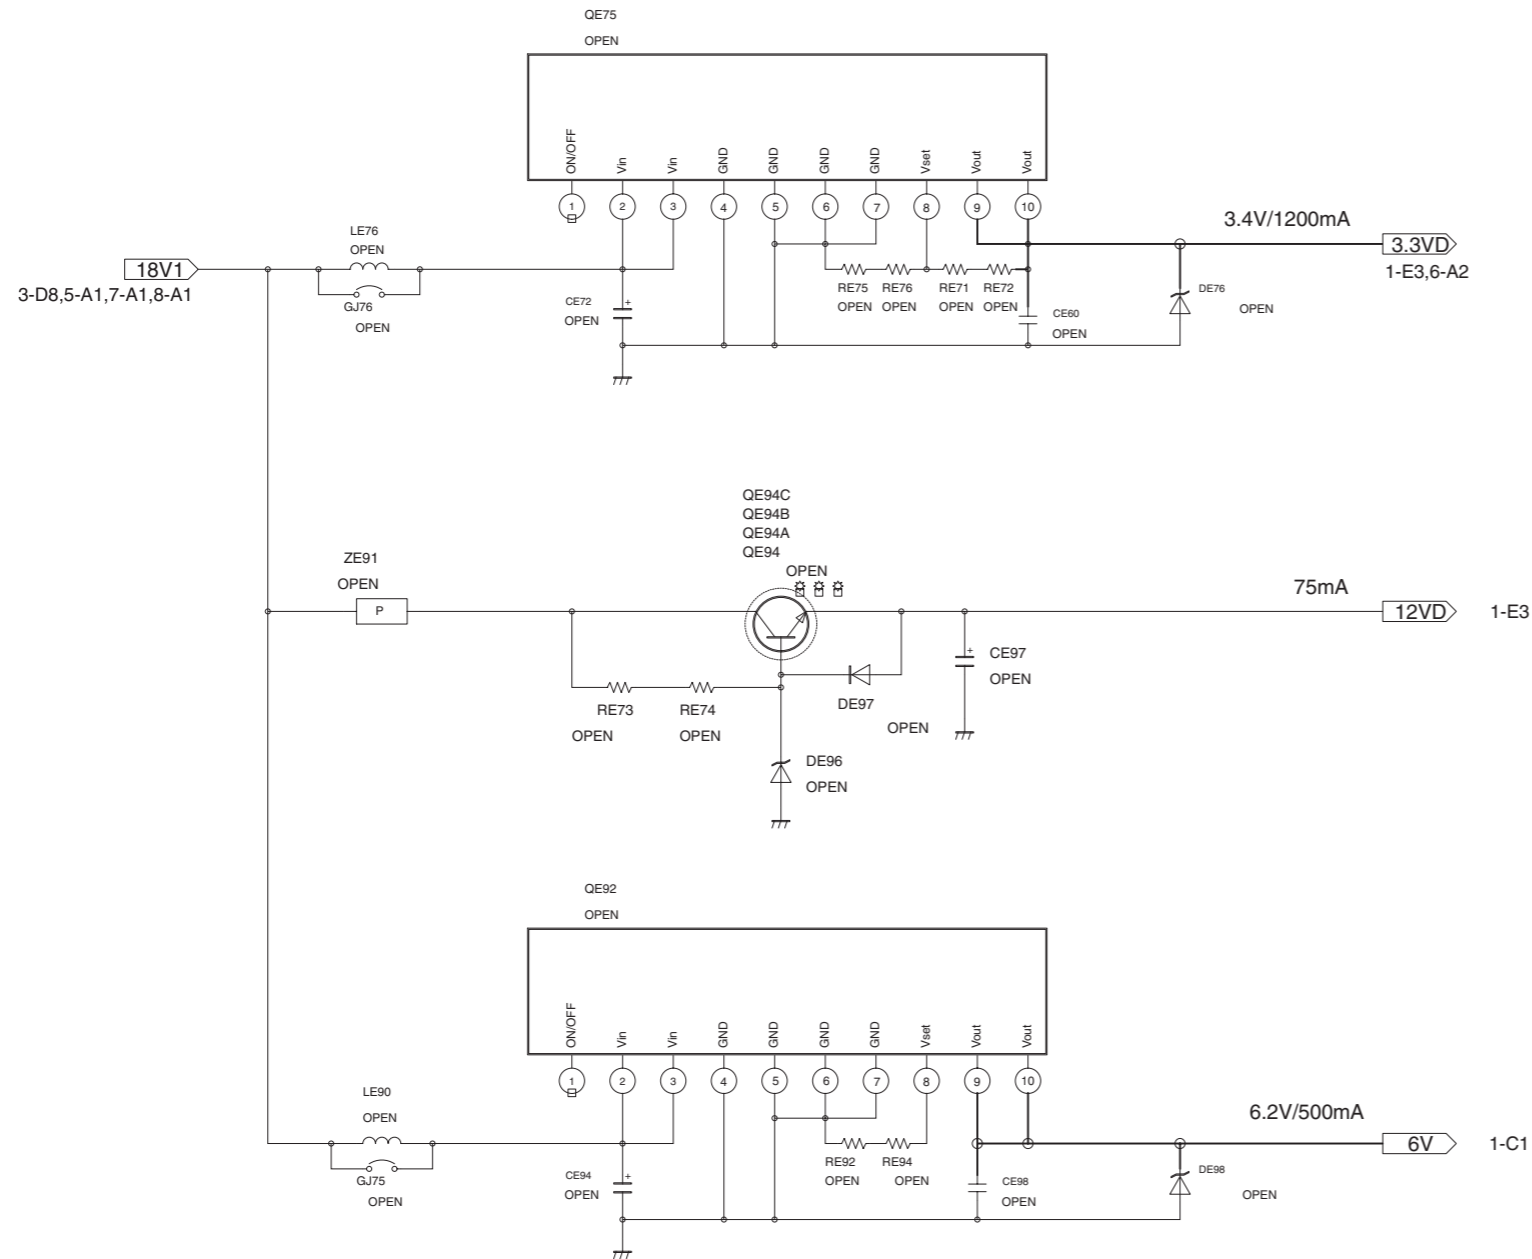 QE75
OPEN
ON/OFF
Vin
Vin
GND
GND
GND
GND
Vset
Vout
Vout
1 2 3 4 5 6 7 8 9 10
3.4V/1200mA
3.3VD
1-E3,6-A2
18V1
3-D8,5-A1,7-A1,8-A1
LE76
OPEN
GJ76
OPEN
CE72
OPEN
+
RE75 RE76 RE71 RE72
OPEN OPEN OPEN OPEN
CE60
OPEN
DE76
OPEN
QE94C
QE94B
QE94A
QE94
OPEN
ZE91
OPEN
P
75mA
12VD 1-E3
+
CE97
OPEN
RE73 RE74
OPEN OPEN
DE97
OPEN
DE96
OPEN
QE92
OPEN
ON/OFF
Vin
Vin
GND
GND
GND
GND
Vset
Vout
Vout
1 2 3 4 5 6 7 8 9 10
6.2V/500mA
6V 1-C1
LE90
OPEN
GJ75
OPEN
CE94
OPEN
+
RE92 RE94
OPEN OPEN
CE98
OPEN
DE98
OPEN